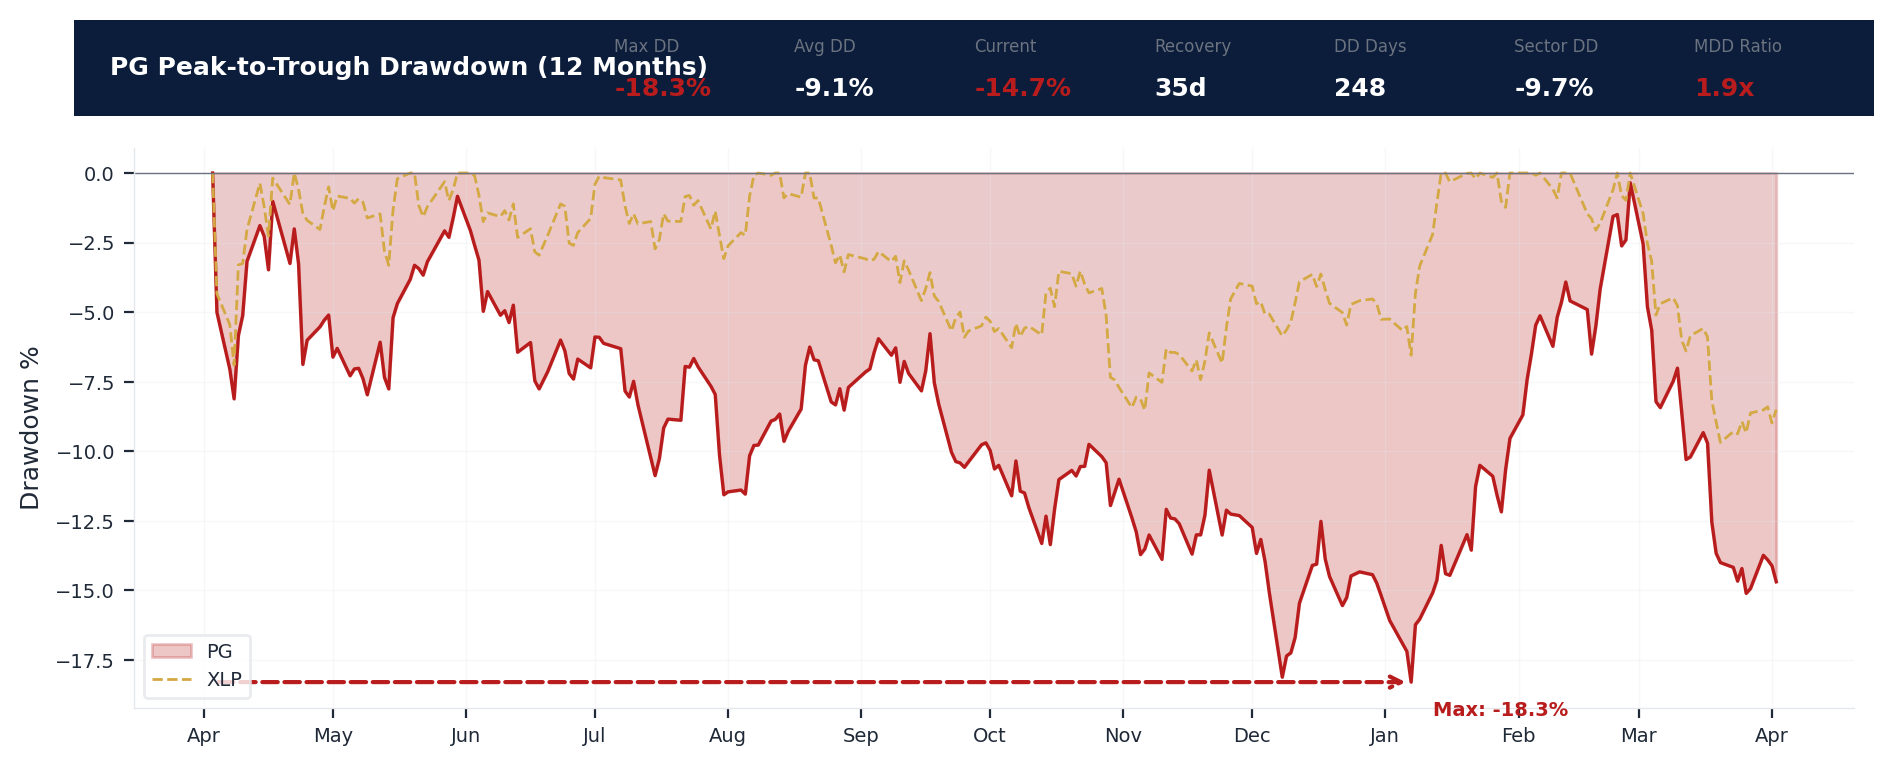 PG Peak-to-Trough Drawdown (12 Months)
Max DD
-18.3%
Avg DD
-9.1%
Current
-14.7%
Recovery
35d
DD Days
248
Sector DD
-9.7%
MDD Ratio
1.9x
Drawdown %
0.0
−2.5
−5.0
−7.5
−10.0
−12.5
−15.0
−17.5
PG
XLP
Max: -18.3%
Apr
May
Jun
Jul
Aug
Sep
Oct
Nov
Dec
Jan
Feb
Mar
Apr